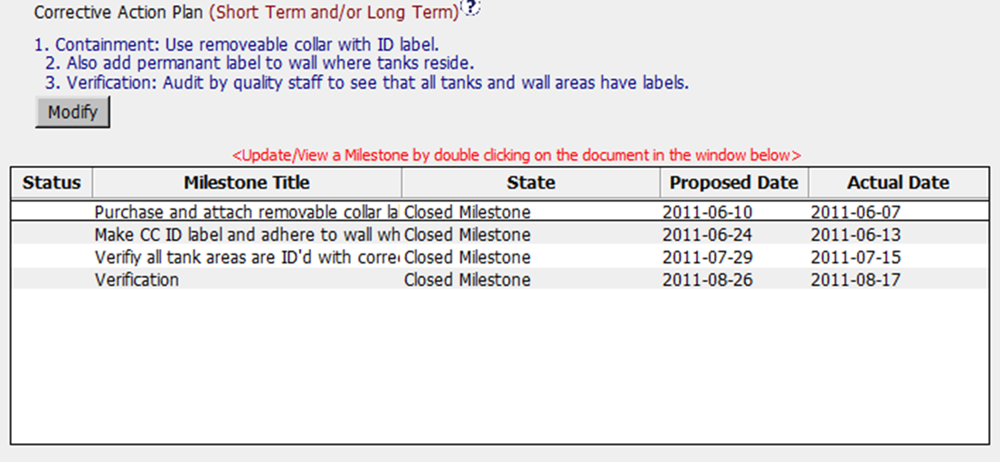 Corrective Action Plan (Short Term and/or Long Term) ?
1. Containment: Use removeable collar with ID label.
2. Also add permanant label to wall where tanks reside.
3. Verification: Audit by quality staff to see that all tanks and wall areas have labels.
Modify
<Update/View a Milestone by double clicking on the document in the window below>
Status Milestone Title State Proposed Date Actual Date
Purchase and attach removable collar la Closed Milestone 2011-06-10 2011-06-07
Make CC ID label and adhere to wall wh Closed Milestone 2011-06-24 2011-06-13
Verifiy all tank areas are ID'd with corre Closed Milestone 2011-07-29 2011-07-15
Verification Closed Milestone 2011-08-26 2011-08-17